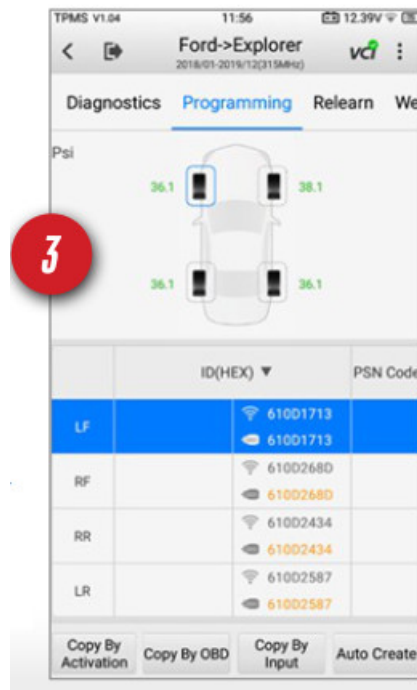 TPMS V1.04 11:56 12.39V
Ford->Explorer
2018/01-2019/12(315MHz)
vci
Diagnostics Programming Relearn We
Psi
36.1 38.1
3
36.1 36.1
ID(HEX) ▼ PSN Code
LF 610D1713
610D1713
RF 610D268D
610D268D
RR 610D2434
610D2434
LR 610D2587
610D2587
Copy By Activation
Copy By OBD
Copy By Input
Auto Create